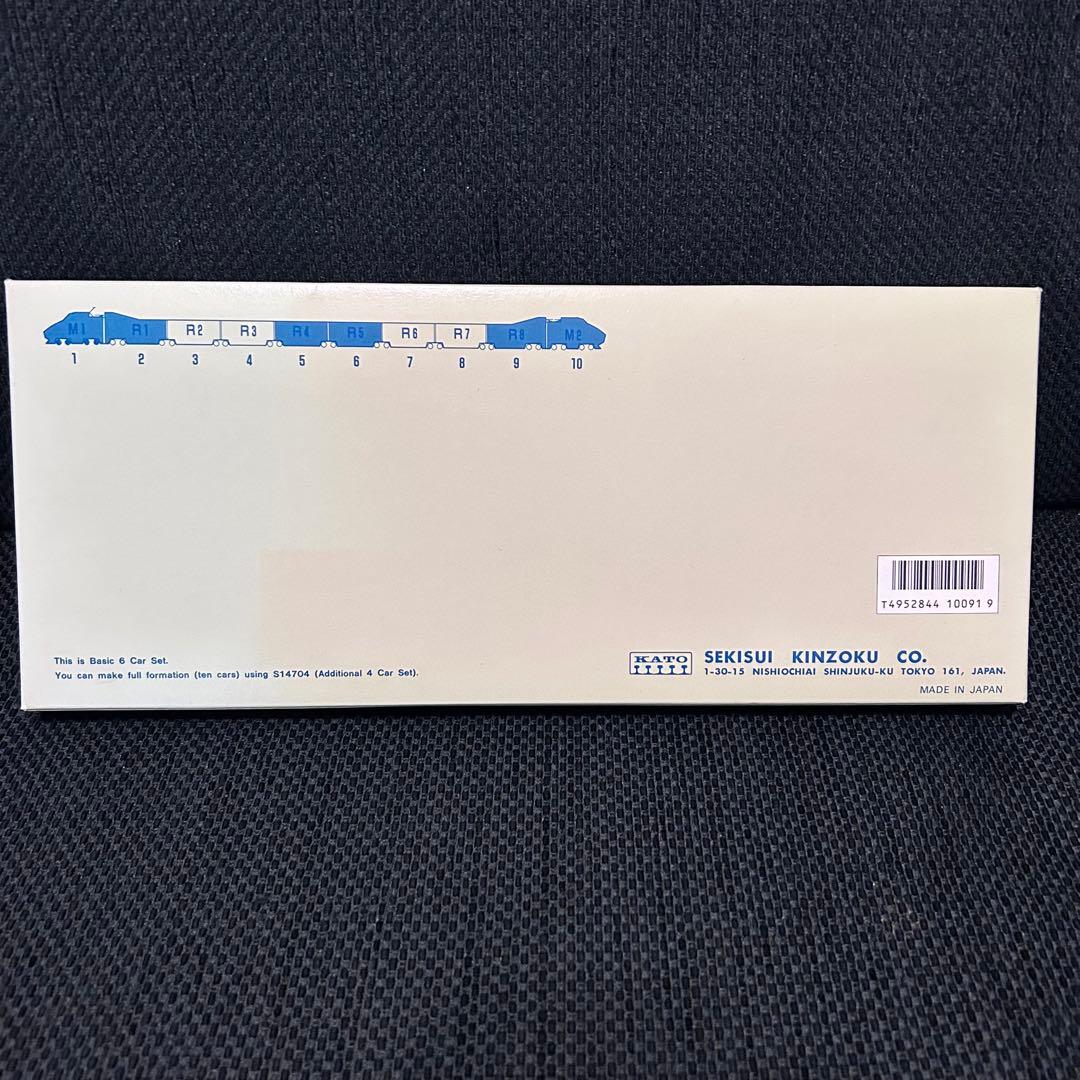 M1 R1 R2 R3 R4 R5 R6 R7 R8 M2
1 2 3 4 5 6 7 8 9 10
T4952844 10091 9
This is Basic 6 Car Set.
You can make full formation (ten cars) using S14704 (Additional 4 Car Set).
KATO
SEKISUI KINZOKU CO.
1-30-15 NISHIOCHIAI SHINJUKU-KU TOKYO 161, JAPAN.
MADE IN JAPAN